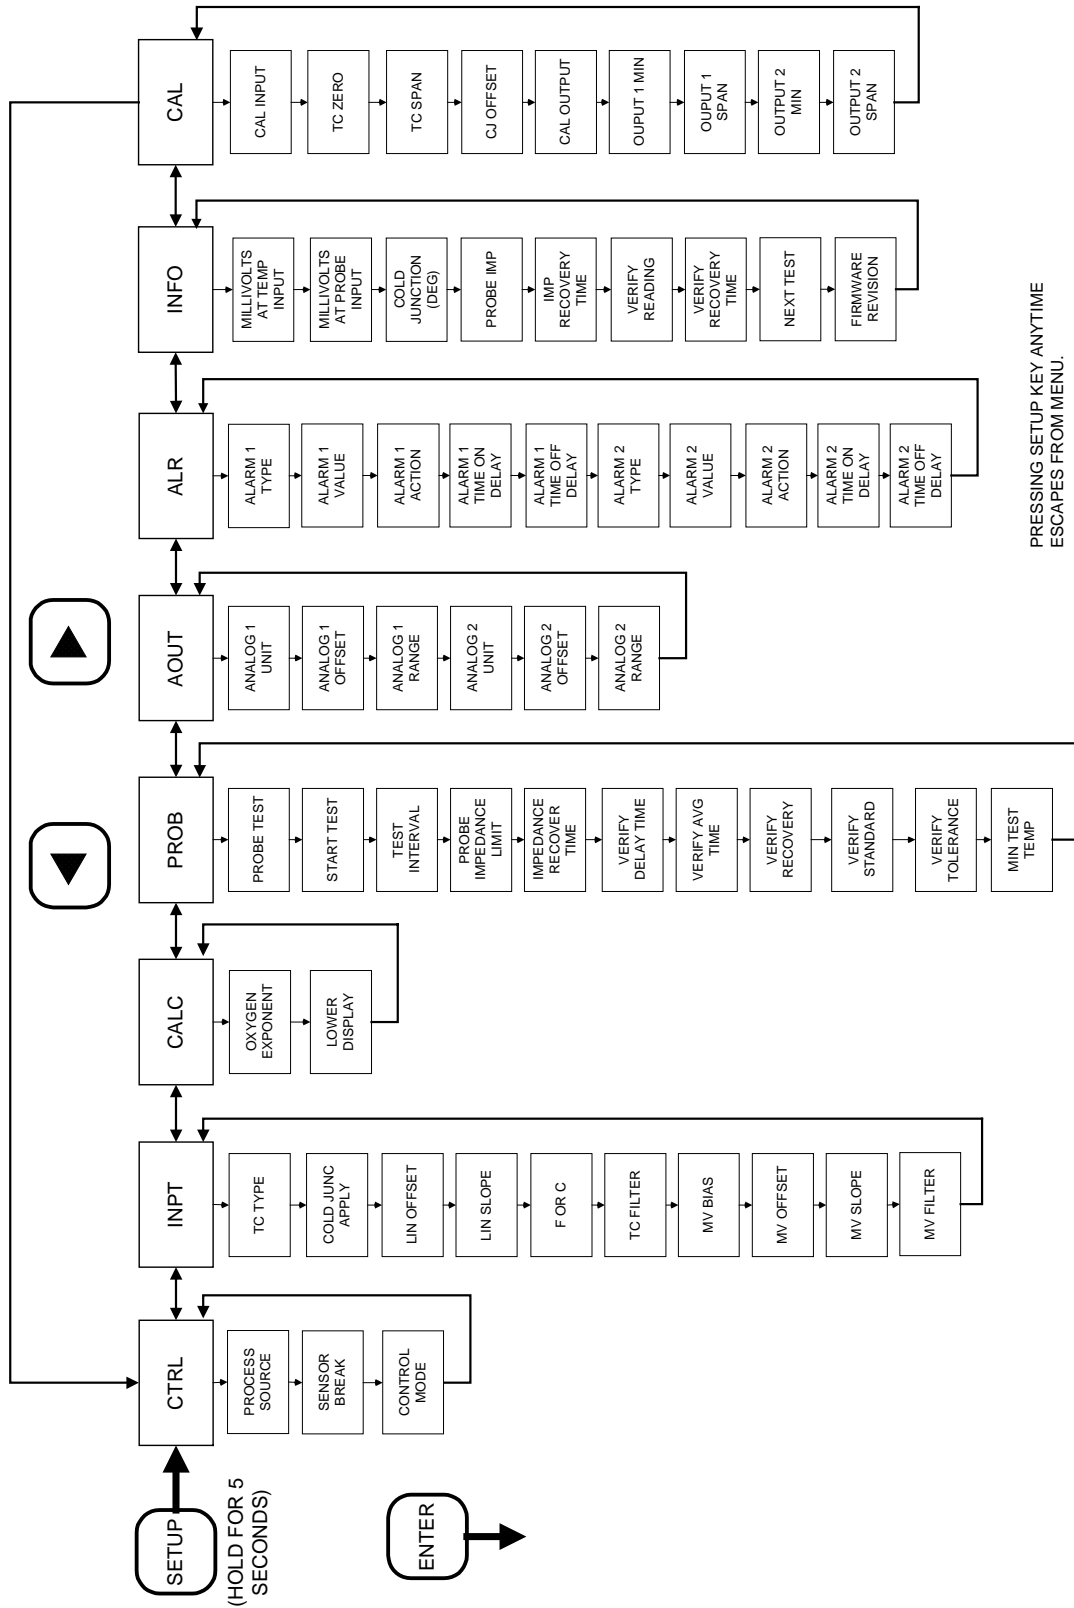 SETUP
(HOLD FOR 5
SECONDS)
ENTER
CTRL
PROCESS
SOURCE
SENSOR
BREAK
CONTROL
MODE
INPT
TC TYPE
COLD JUNC
APPLY
LIN OFFSET
LIN SLOPE
F OR C
TC FILTER
MV BIAS
MV OFFSET
MV SLOPE
MV FILTER
CALC
OXYGEN
EXPONENT
LOWER
DISPLAY
PROB
PROBE TEST
START TEST
TEST
INTERVAL
PROBE
IMPEDANCE
LIMIT
IMPEDANCE
RECOVER
TIME
VERIFY
DELAY TIME
VERIFY AVG
TIME
VERIFY
RECOVERY
VERIFY
STANDARD
VERIFY
TOLERANCE
MIN TEST
TEMP
AOUT
ANALOG 1
UNIT
ANALOG 1
OFFSET
ANALOG 1
RANGE
ANALOG 2
UNIT
ANALOG 2
OFFSET
ANALOG 2
RANGE
ALR
ALARM 1
TYPE
ALARM 1
VALUE
ALARM 1
ACTION
ALARM 1
TIME ON
DELAY
ALARM 1
TIME OFF
DELAY
ALARM 2
TYPE
ALARM 2
VALUE
ALARM 2
ACTION
ALARM 2
TIME ON
DELAY
ALARM 2
TIME OFF
DELAY
INFO
MILLIVOLTS
AT TEMP
INPUT
MILLIVOLTS
AT PROBE
INPUT
COLD
JUNCTION
(DEG)
PROBE IMP
IMP
RECOVERY
TIME
VERIFY
READING
VERIFY
RECOVERY
TIME
NEXT TEST
FIRMWARE
REVISION
CAL
CAL INPUT
TC ZERO
TC SPAN
CJ OFFSET
CAL OUTPUT
OUPUT 1 MIN
OUPUT 1
SPAN
OUTPUT 2
MIN
OUTPUT 2
SPAN
PRESSING SETUP KEY ANYTIME
ESCAPES FROM MENU.